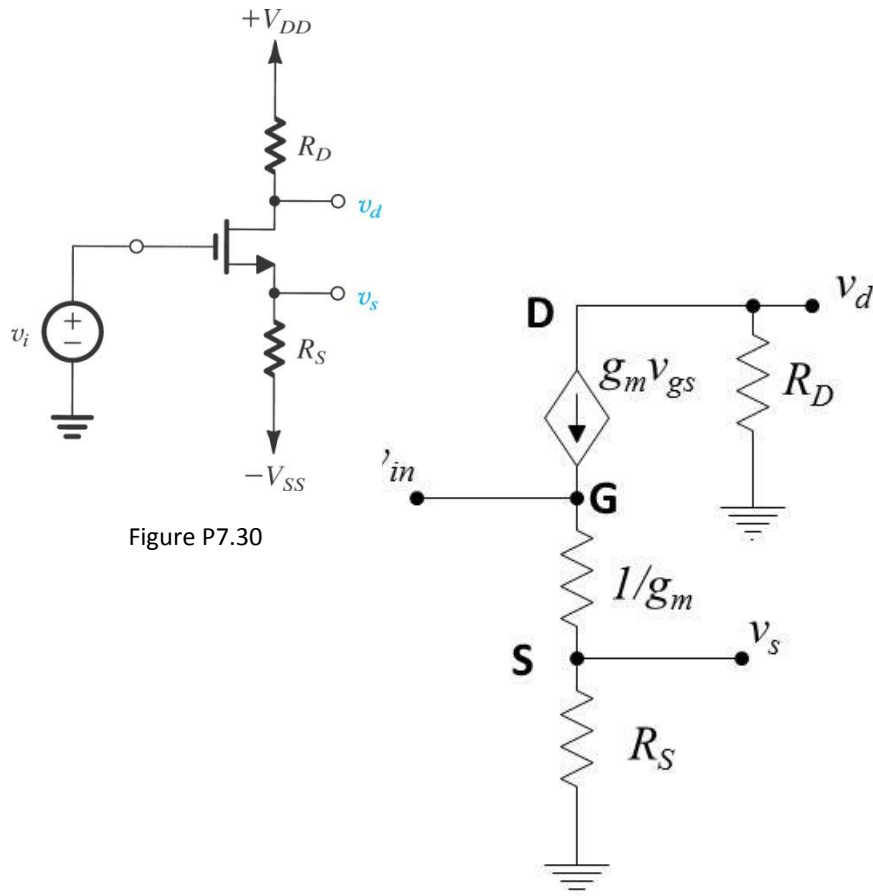 +V_DD
R_D
v_d
v_i
+
−
v_s
R_S
−V_SS
Figure P7.30
D
v_d
g_m v_gs
R_D
in
G
1/g_m
S
v_s
R_S